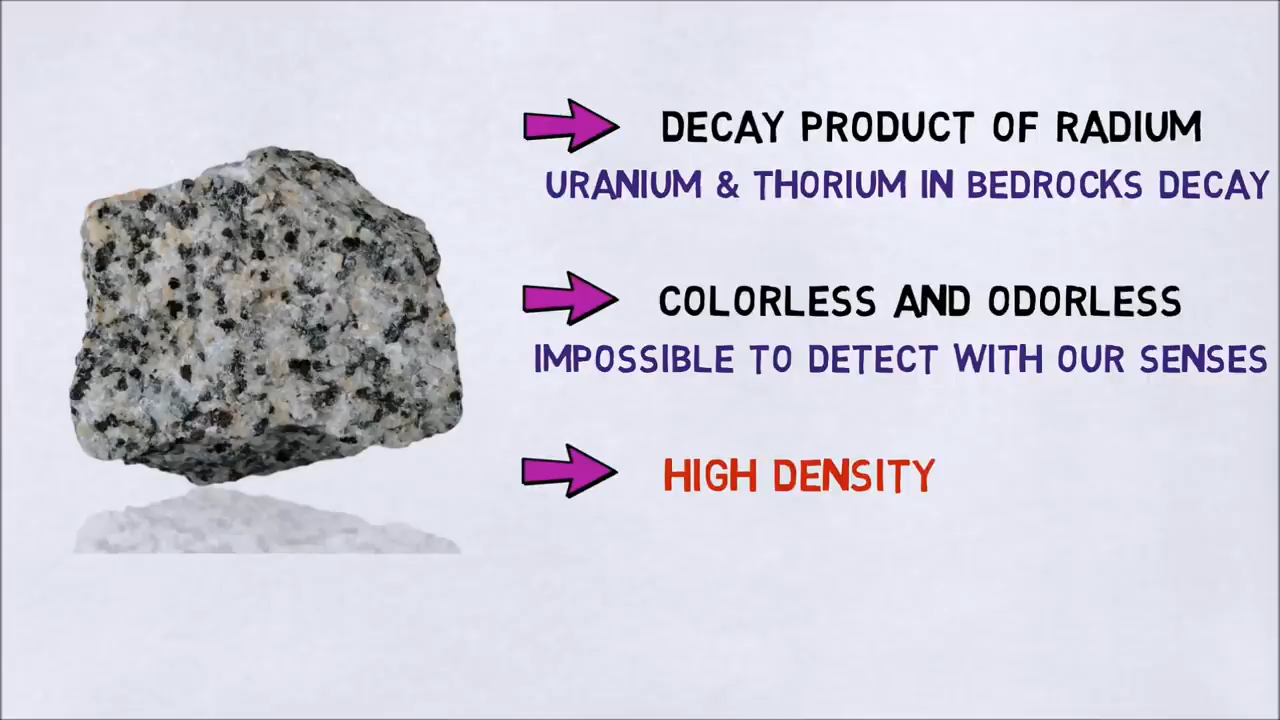 DECAY PRODUCT OF RADIUM
URANIUM & THORIUM IN BEDROCKS DECAY
COLORLESS AND ODORLESS
IMPOSSIBLE TO DETECT WITH OUR SENSES
HIGH DENSITY